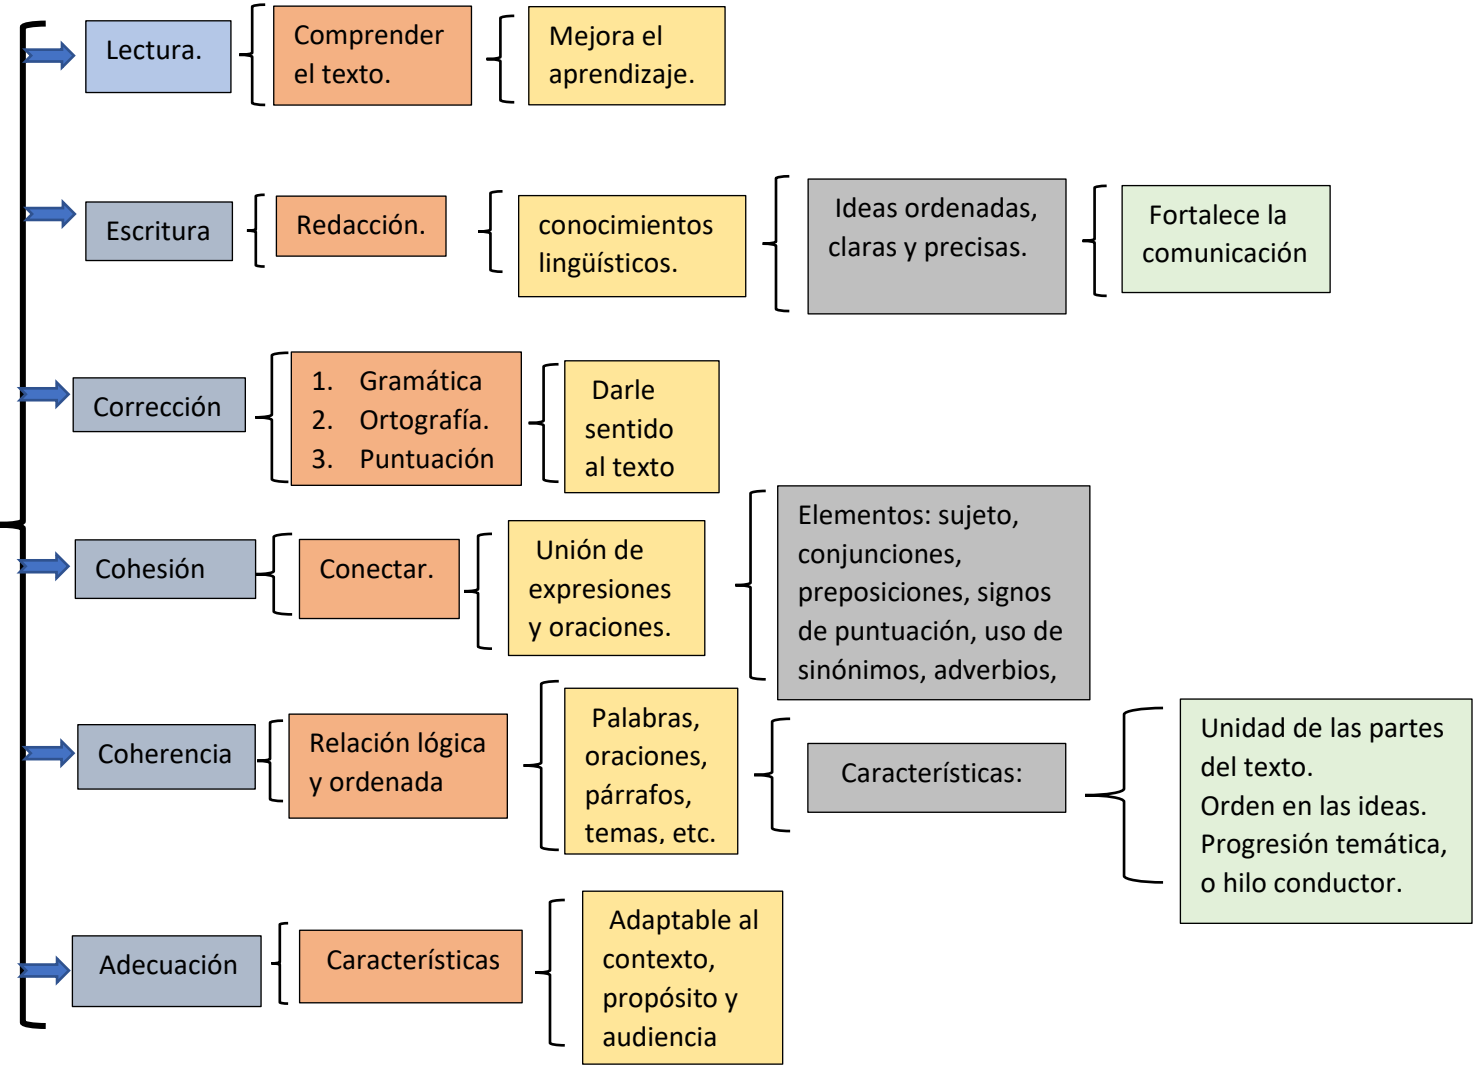 Lectura.
Comprender
el texto.
Mejora el
aprendizaje.
Escritura
Redacción.
conocimientos
lingüísticos.
Ideas ordenadas,
claras y precisas.
Fortalece la
comunicación
Corrección
1. Gramática
2. Ortografía.
3. Puntuación
Darle
sentido
al texto
Cohesión
Conectar.
Unión de
expresiones
y oraciones.
Elementos: sujeto,
conjunciones,
preposiciones, signos
de puntuación, uso de
sinónimos, adverbios,
Coherencia
Relación lógica
y ordenada
Palabras,
oraciones,
párrafos,
temas, etc.
Características:
Unidad de las partes
del texto.
Orden en las ideas.
Progresión temática,
o hilo conductor.
Adecuación
Características
Adaptable al
contexto,
propósito y
audiencia